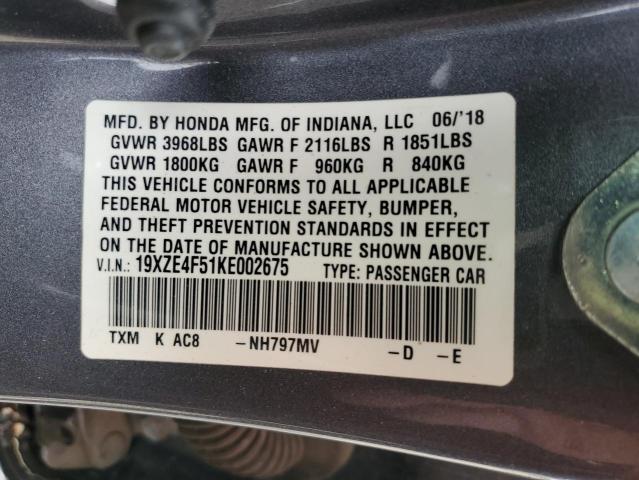 MFD. BY HONDA MFG. OF INDIANA, LLC 06/'18
GVWR 3968LBS GAWR F 2116LBS R 1851LBS
GVWR 1800KG GAWR F 960KG R 840KG
THIS VEHICLE CONFORMS TO ALL APPLICABLE
FEDERAL MOTOR VEHICLE SAFETY, BUMPER,
AND THEFT PREVENTION STANDARDS IN EFFECT
ON THE DATE OF MANUFACTURE SHOWN ABOVE.
V.I.N.: 19XZE4F51KE002675 TYPE: PASSENGER CAR
TXM K AC8 -NH797MV -D -E